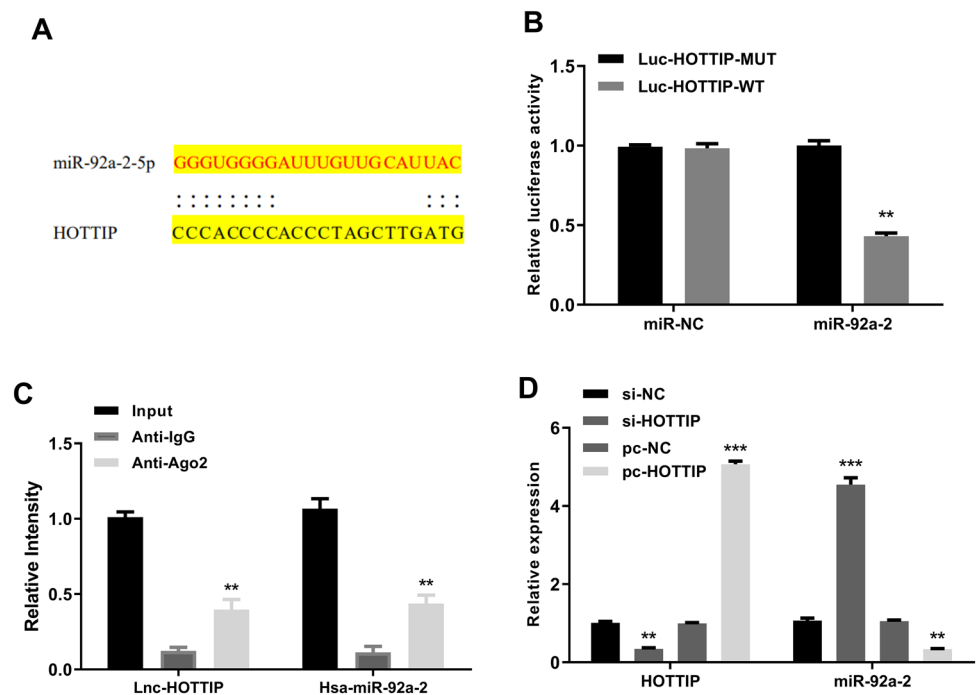 A
miR-92a-2-5p GGGUGGGGAUUUGUUGCAUUAC
: : : : : : : : : : :
HOTTIP CCCACCCCACCCTAGCTTGATG
B
Luc-HOTTIP-MUT
Luc-HOTTIP-WT
Relative luciferase activity
1.5
1.0
0.5
0.0
**
miR-NC miR-92a-2
C
Input
Anti-IgG
Anti-Ago2
Relative Intensity
1.5
1.0
0.5
0.0
** **
Lnc-HOTTIP Hsa-miR-92a-2
D
si-NC
si-HOTTIP
pc-NC
pc-HOTTIP
Relative expression
6
4
2
0
** *** *** **
HOTTIP miR-92a-2